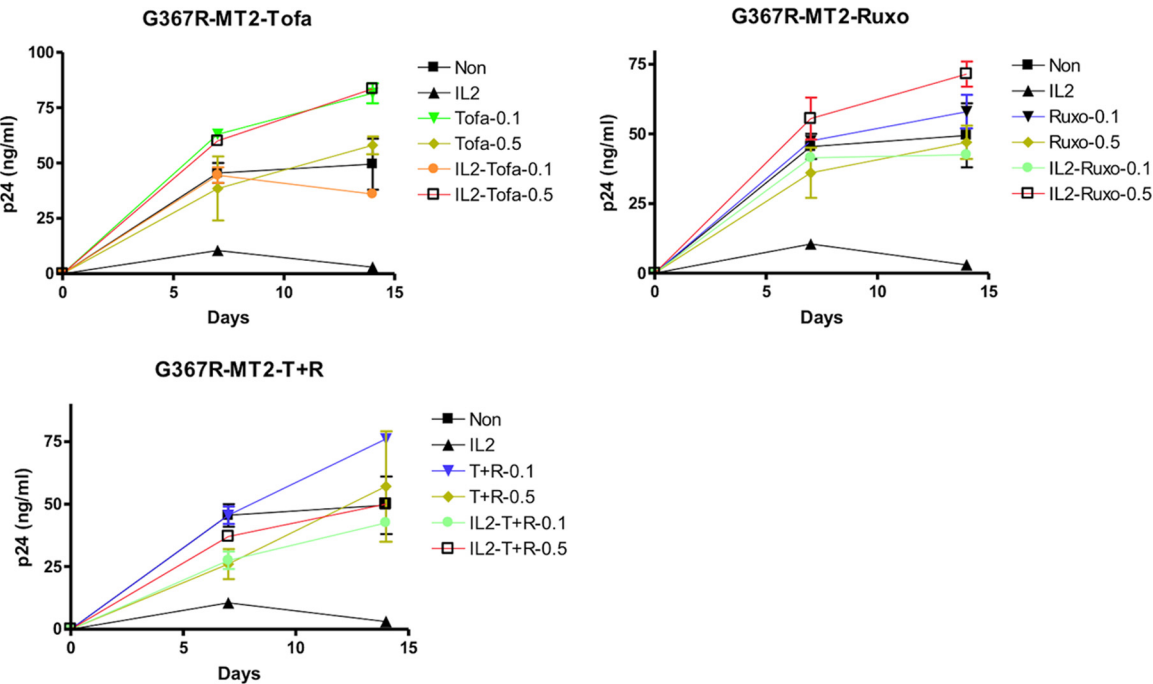 G367R-MT2-Tofa
100
75
50
25
0
0 5 10 15
p24 (ng/ml)
Days
Non
IL2
Tofa-0.1
Tofa-0.5
IL2-Tofa-0.1
IL2-Tofa-0.5
G367R-MT2-Ruxo
75
50
25
0
0 5 10 15
p24 (ng/ml)
Days
Non
IL2
Ruxo-0.1
Ruxo-0.5
IL2-Ruxo-0.1
IL2-Ruxo-0.5
G367R-MT2-T+R
75
50
25
0
0 5 10 15
p24 (ng/ml)
Days
Non
IL2
T+R-0.1
T+R-0.5
IL2-T+R-0.1
IL2-T+R-0.5